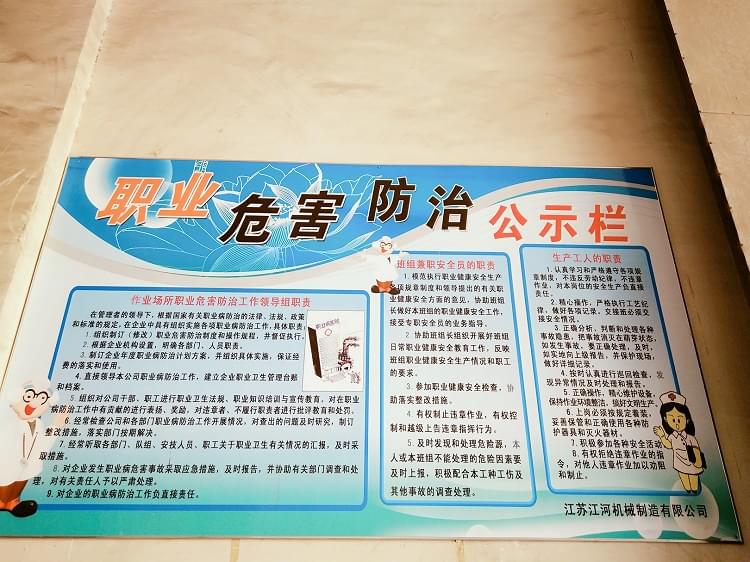 职业危害防治公示栏
作业场所职业危害防治工作领导组职责
在管理者的领导下，根据国家有关职业病防治的法律、法规、政策
和标准的规定，在企业中具有组织实施各项职业病防治工作，具体职责：
1.组织制订（修改）职业危害防治制度和操作规程，并督促执行。
2.根据企业机构设置，明确各部门、人员职责。
3.制订企业年度职业病防治计划方案，并组织具体实施，保证经
费的落实和使用。
4.直接领导本公司职业病防治工作，建立企业职业卫生管理台账
和档案。
5.组织对公司干部、职工进行职业卫生法规、职业知识培训与宣传教育，对在职业
病防治工作中有贡献的进行表扬、奖励，对违章者、不履行职责者进行批评教育和处罚。
6.经常检查公司和各部门职业病防治工作开展情况，对查出的问题及时研究，制订
整改措施，落实部门按期解决。
7.经常听取各部门、队组、安技人员、职工关于职业卫生有关情况的汇报，及时采
取措施。
8.对企业发生职业病危害事故采取应急措施，及时报告，并协助有关部门调查和处
理，对有关责任人予以严肃处理。
9.对企业的职业病防治工作负直接责任。
班组兼职安全员的职责
1.模范执行职业健康安全生产
各项规章制度和领导提出的有关职
业健康安全方面的意见，协助班组
长做好本班组的职业健康安全工作，
接受专职安员的业务指导。
2.协助班组长组织开展好班组
日常职业健康安全教育工作，反映
班组职业健康安全生产情况和职工
的要求。
3.参加职业健康安全检查，协
助落实整改措施。
4.有权制止违章作业，有权控
制和越级上告违章指挥行为。
5.及时发现和处理危险源，本
人或本班组不能处理的危险因素要
及时上报，积极配合本工种工伤及
其他事故的调查处理。
生产工人的职责
1.认真学习和严格遵守各项规
章制度，不违反劳动纪律，不违章
作业，对本岗位的安全生产负直接
责任。
2.精心操作，严格执行工艺纪
律，做好各项记录，交接班必须交
接安全情况。
3.正确分析，判断和处理各种
事故隐患，把事故消灭在萌芽状态，
如发生事故，要正确处理，及时，
如实地向上级报告，并保护现场，
做好详细记录。
4.按时认真进行巡回检查，发
现异常情况及时处理和报告。
5.正确操作，精心维护设备，
保持作业环境整洁，搞好文明生产。
6.上岗必须按规定着装，
妥善保管和正确使用各种防
护器具和灭火器材。
7.积极参加各种安全活动
8.有权拒绝违章作业的指
令，对他人违章作业加以劝阻
和制止。
江苏江河机械制造有限公司